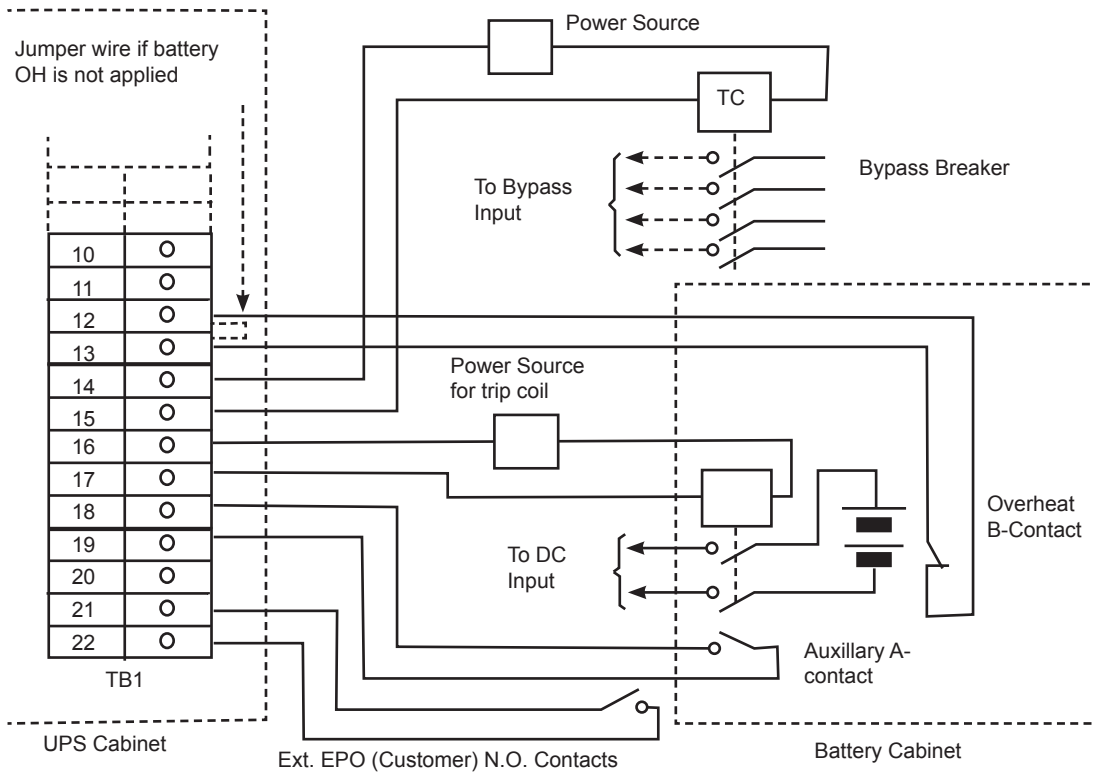 Power Source
Jumper wire if battery
OH is not applied
TC
Bypass Breaker
To Bypass
Input
10
11
12
13
14
15
16
17
18
19
20
21
22
TB1
Power Source
for trip coil
Overheat
B-Contact
To DC
Input
Auxillary A-
contact
UPS Cabinet
Ext. EPO (Customer) N.O. Contacts
Battery Cabinet